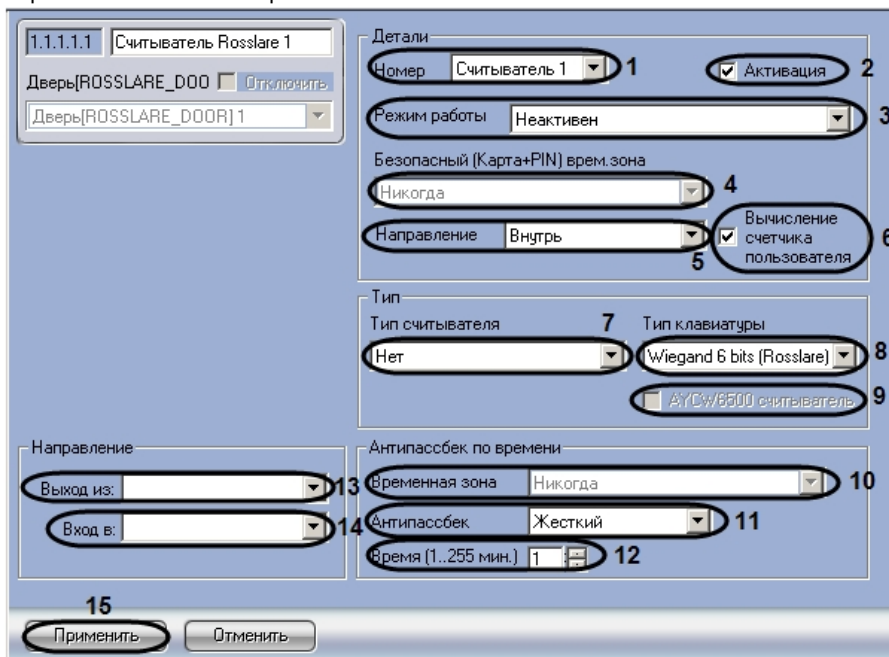 1.1.1.1.1 Считыватель Rosslare 1
Дверь[ROSSLARE_DOO Отключить
Дверь[ROSSLARE_DOOR] 1
Детали
Номер Считыватель 1 1 Активация 2
Режим работы Неактивен 3
Безопасный (Карта+PIN) врем.зона
Никогда 4
Направление Внутрь 5
Вычисление
счетчика 6
пользователя
Тип
Тип считывателя 7 Тип клавиатуры
Нет Wiegand 6 bits (Rosslare) 8
AYCW6500 считыватель 9
Направление
Выход из: 13
Вход в: 14
Антипассбек по времени
Временная зона Никогда 10
Антипассбек Жесткий 11
Время (1..255 мин.) 1 12
15
Применить Отменить